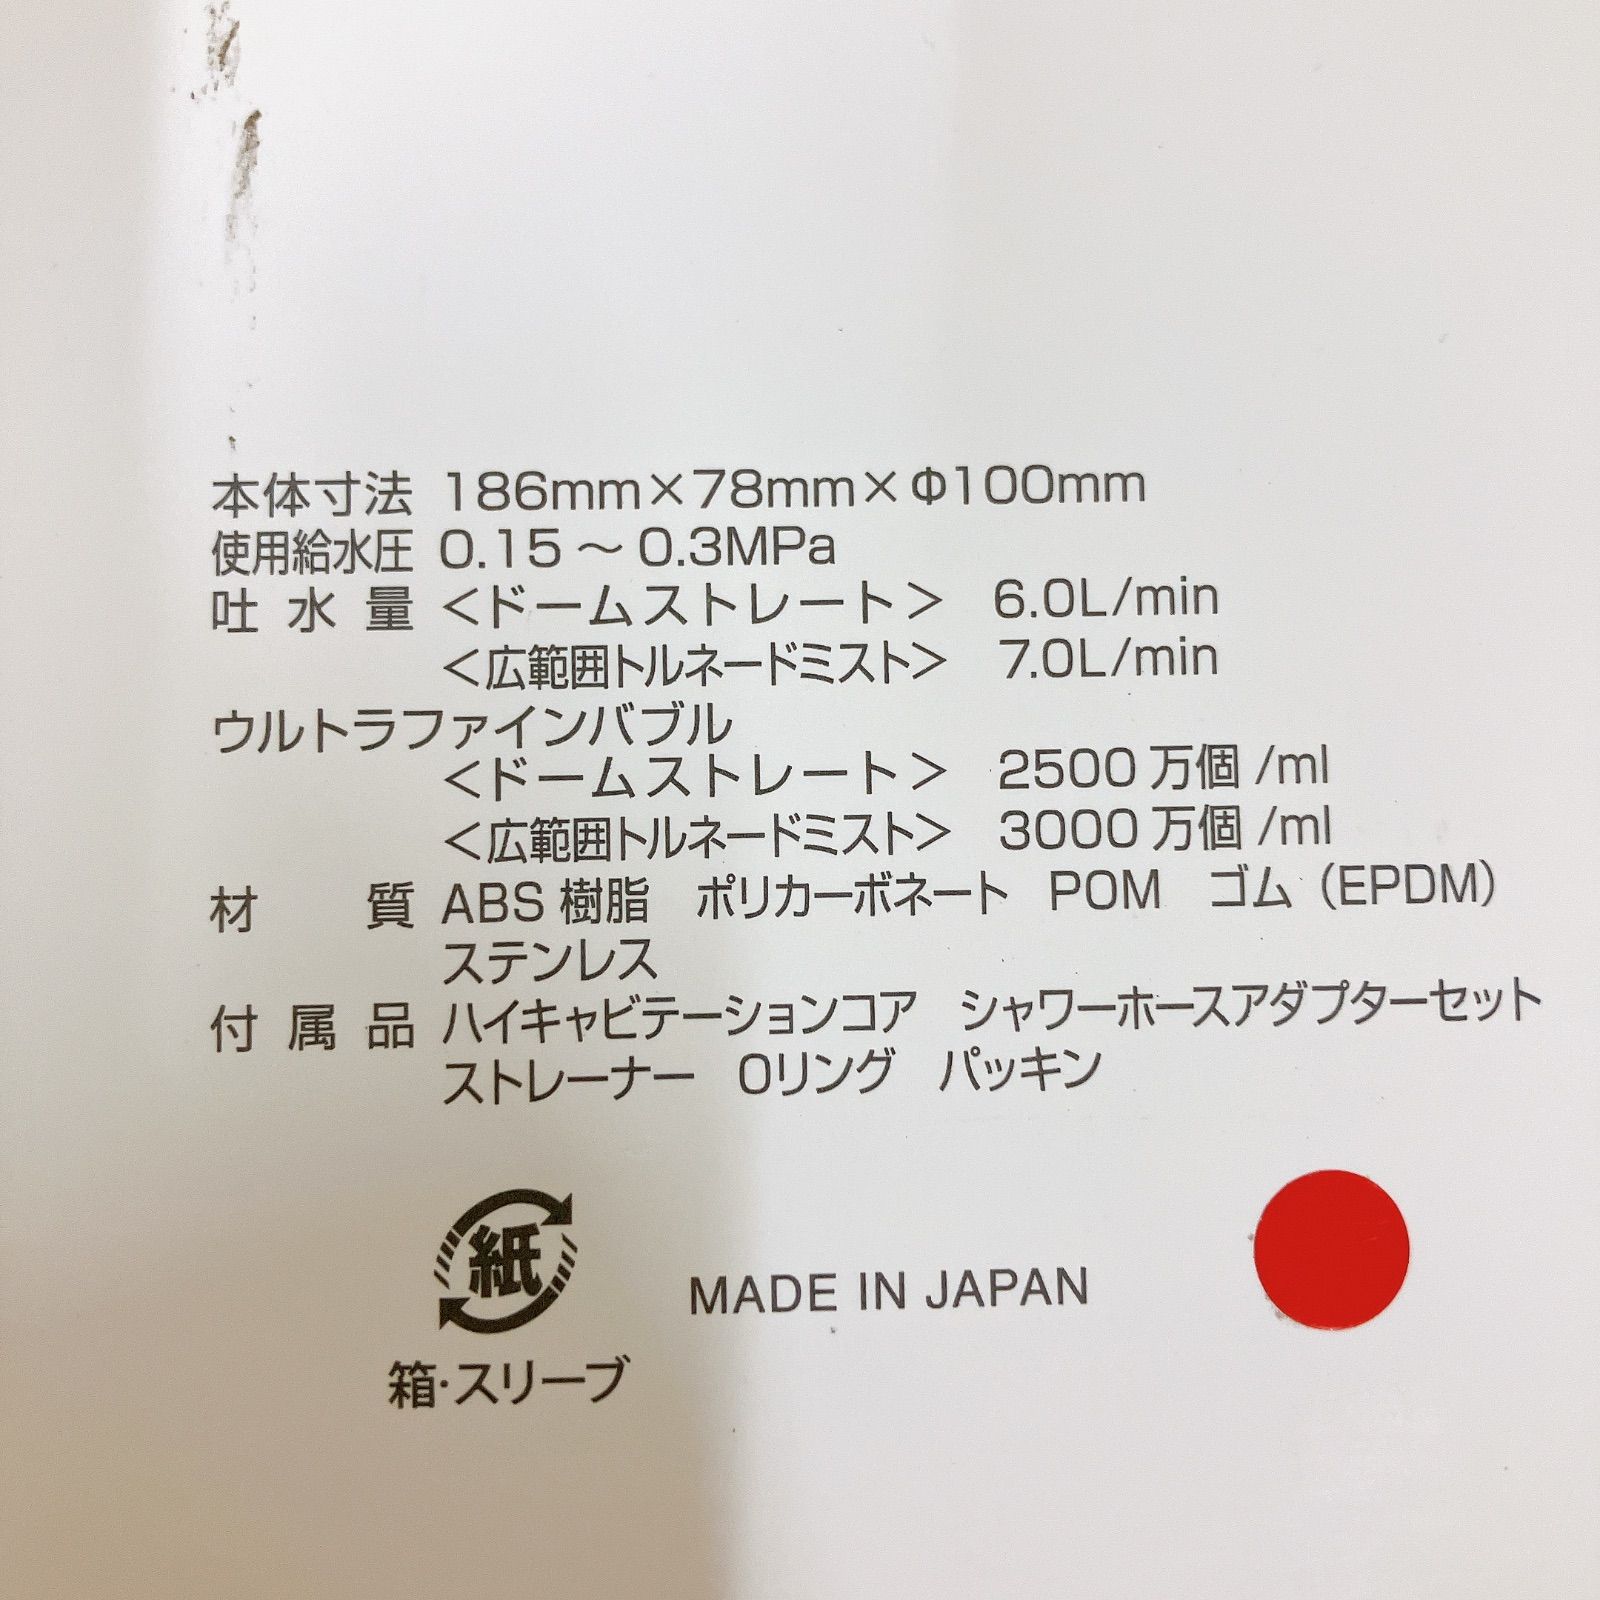 本体寸法 186mm×78mm×Φ100mm
使用給水圧 0.15～0.3MPa
吐水量 ＜ドームストレート＞ 6.0L/min
＜広範囲トルネードミスト＞ 7.0L/min
ウルトラファインバブル
＜ドームストレート＞ 2500万個/ml
＜広範囲トルネードミスト＞ 3000万個/ml
材質 ABS樹脂 ポリカーボネート POM ゴム（EPDM）
ステンレス
付属品 ハイキャビテーションコア シャワーホースアダプターセット
ストレーナー Oリング パッキン
紙
MADE IN JAPAN
箱・スリーブ